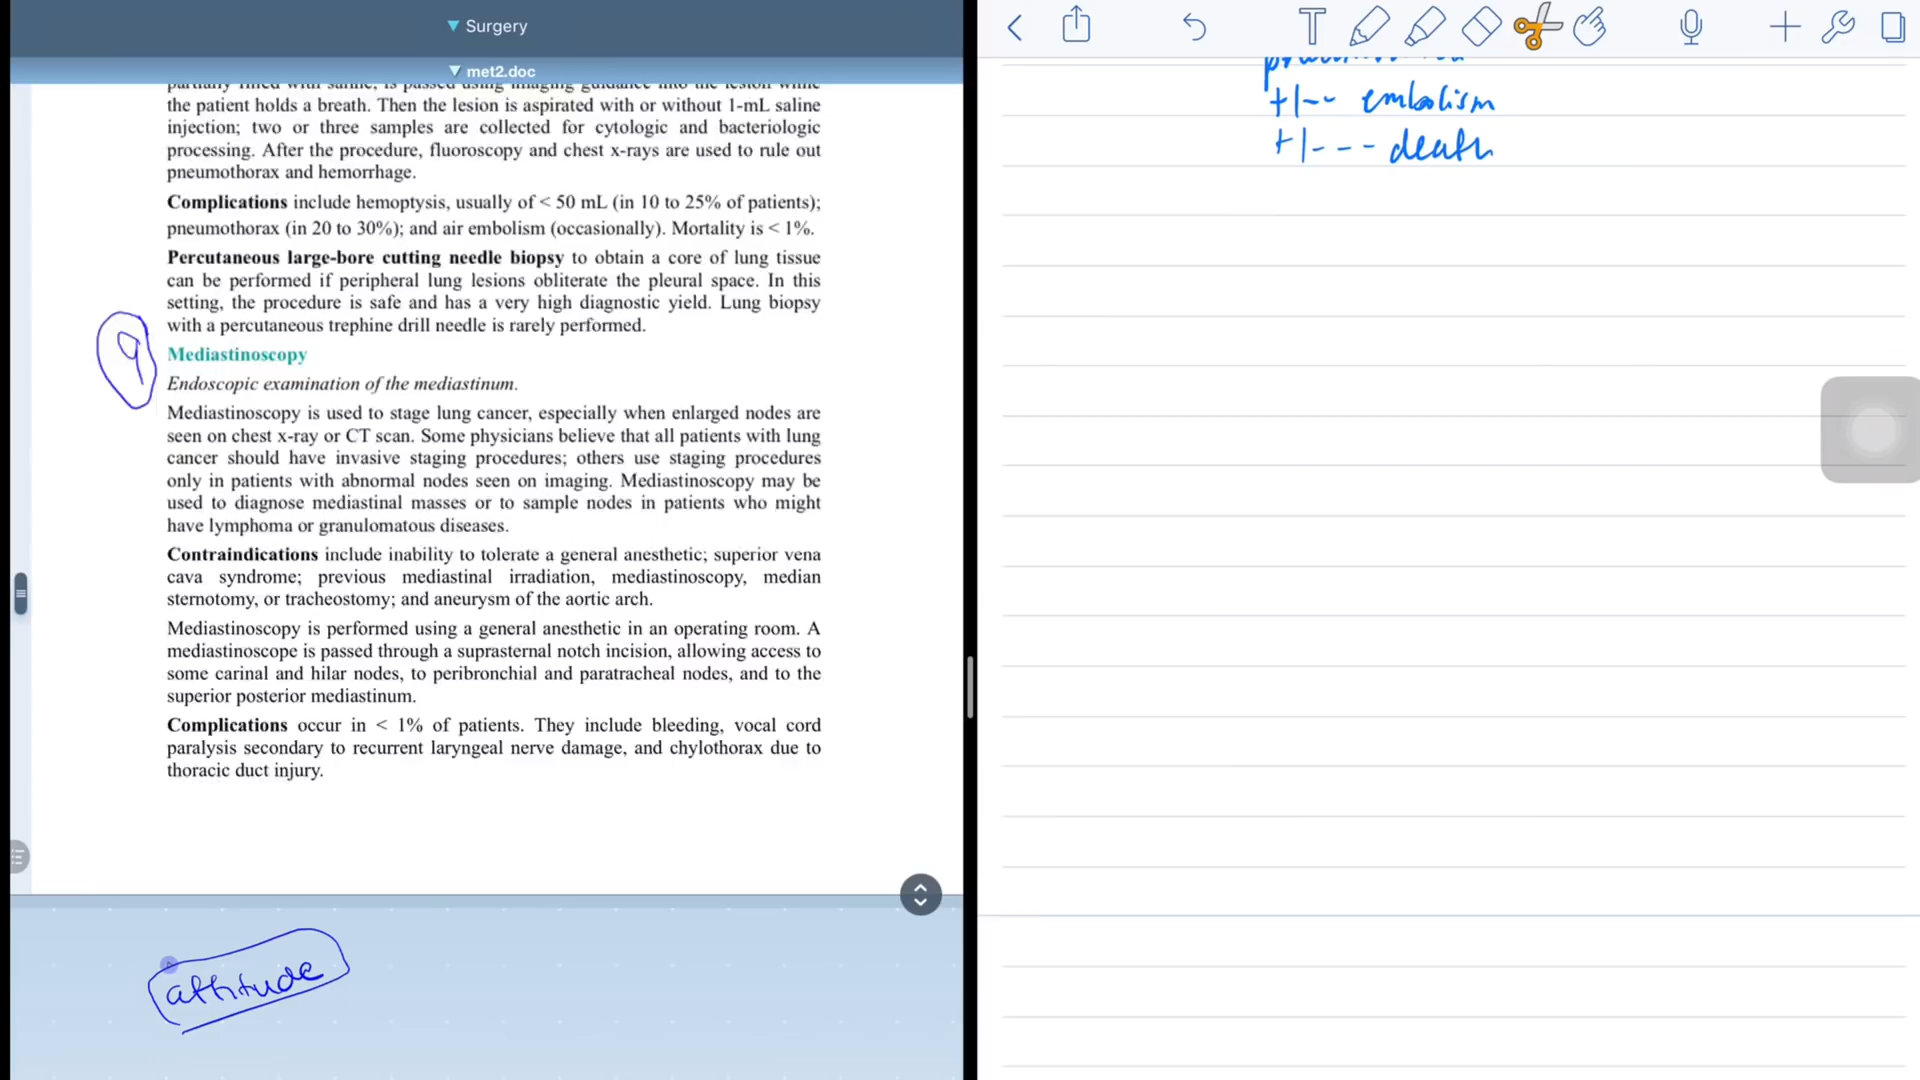 Surgery
met2.doc
partially filled with saline, is passed using imaging guidance into the lesion while
the patient holds a breath. Then the lesion is aspirated with or without 1-mL saline
injection; two or three samples are collected for cytologic and bacteriologic
processing. After the procedure, fluoroscopy and chest x-rays are used to rule out
pneumothorax and hemorrhage.
Complications include hemoptysis, usually of < 50 mL (in 10 to 25% of patients);
pneumothorax (in 20 to 30%); and air embolism (occasionally). Mortality is < 1%.
Percutaneous large-bore cutting needle biopsy to obtain a core of lung tissue
can be performed if peripheral lung lesions obliterate the pleural space. In this
setting, the procedure is safe and has a very high diagnostic yield. Lung biopsy
with a percutaneous trephine drill needle is rarely performed.
9
Mediastinoscopy
Endoscopic examination of the mediastinum.
Mediastinoscopy is used to stage lung cancer, especially when enlarged nodes are
seen on chest x-ray or CT scan. Some physicians believe that all patients with lung
cancer should have invasive staging procedures; others use staging procedures
only in patients with abnormal nodes seen on imaging. Mediastinoscopy may be
used to diagnose mediastinal masses or to sample nodes in patients who might
have lymphoma or granulomatous diseases.
Contraindications include inability to tolerate a general anesthetic; superior vena
cava syndrome; previous mediastinal irradiation, mediastinoscopy, median
sternotomy, or tracheostomy; and aneurysm of the aortic arch.
Mediastinoscopy is performed using a general anesthetic in an operating room. A
mediastinoscope is passed through a suprasternal notch incision, allowing access to
some carinal and hilar nodes, to peribronchial and paratracheal nodes, and to the
superior posterior mediastinum.
Complications occur in < 1% of patients. They include bleeding, vocal cord
paralysis secondary to recurrent laryngeal nerve damage, and chylothorax due to
thoracic duct injury.
attitude
+/-- embolism
+/--- death